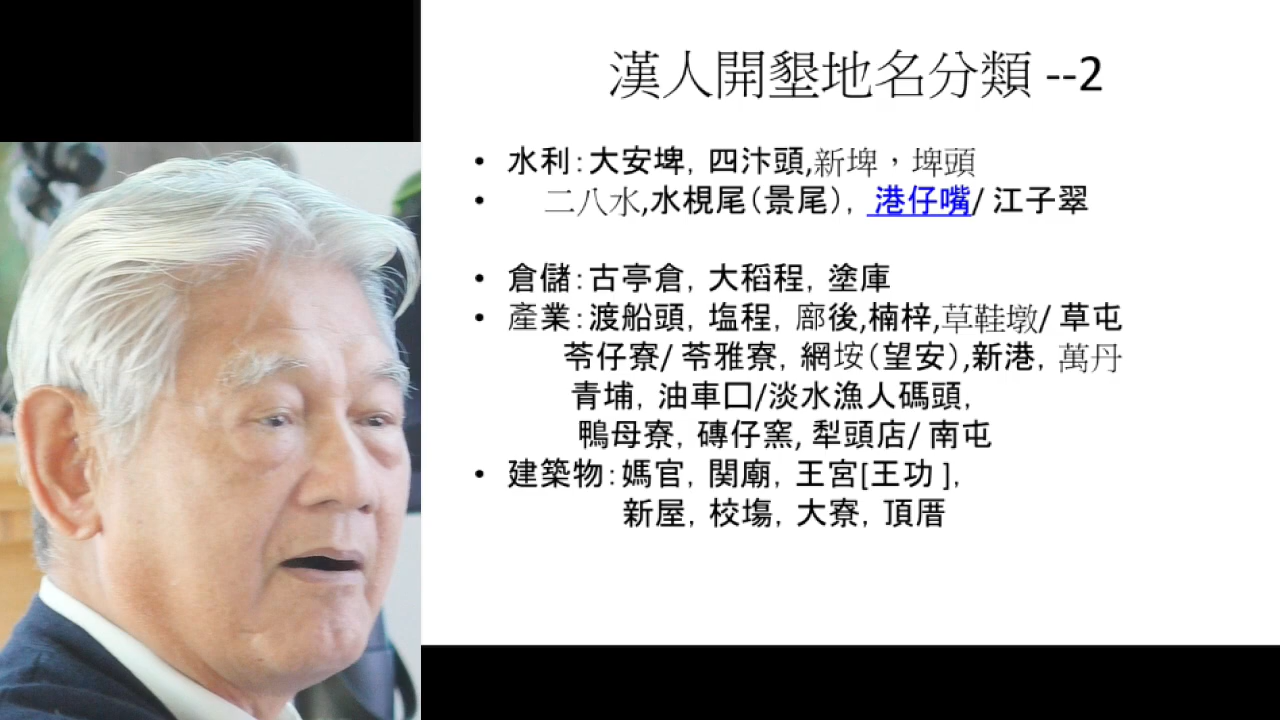 漢人開墾地名分類 --2
• 水利:大安埤, 四汴頭,新埤，埤頭
• 二八水,水梘尾(景尾), 港仔嘴/ 江子翠
• 倉儲:古亭倉, 大稻程, 塗庫
• 產業:渡船頭, 塩程, 廍後,楠梓,草鞋墩/ 草屯
苓仔寮/ 苓雅寮, 網垵(望安),新港, 萬丹
青埔, 油車口/淡水漁人碼頭,
鴨母寮, 磚仔窯, 犁頭店/ 南屯
• 建築物:媽官, 関廟, 王宮[王功 ],
新屋, 校塲, 大寮, 頂厝